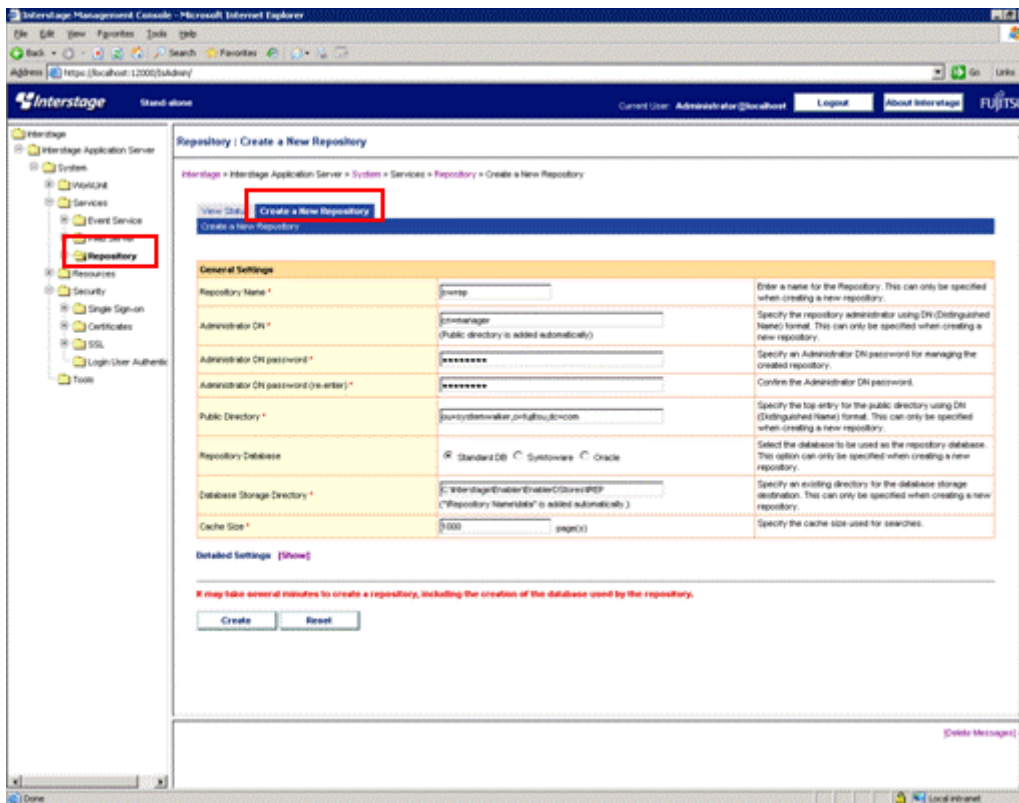 Interstage Management Console - Microsoft Internet Explorer
File Edit View Favorites Tools Help
Back Search Favorites
Address https://localhost:12000/IsAdmin/ Go Links
Interstage Stand-alone Current User: Administrator@localhost Logout About Interstage FUJITSU
Interstage
Interstage Application Server
System
WorkUnit
Services
Event Service
Web Server
Repository
Resources
Security
Single Sign-on
Certificates
SSL
Login User Authentic
Tools
Repository : Create a New Repository
Interstage > Interstage Application Server > System > Services > Repository > Create a New Repository
View Status Create a New Repository
Create a New Repository
General Settings
Repository Name *
Enter a name for the Repository. This can only be specified
when creating a new repository.
Administrator DN *
cn=manager
(Public directory is added automatically)
Specify the repository administrator using DN (Distinguished
Name) format. This can only be specified when creating a
new repository.
Administrator DN password *
••••••••
Specify an Administrator DN password for managing the
created repository.
Administrator DN password (re-enter) *
••••••••
Confirm the Administrator DN password.
Public Directory *
ou=systemwalker,o=fujitsu,dc=com
Specify the top entry for the public directory using DN
(Distinguished Name) format. This can only be specified
when creating a new repository.
Repository Database
Standard DB Symfoware Oracle
Select the database to be used as the repository database.
This option can only be specified when creating a new
repository.
Database Storage Directory *
C:\Interstage\Enabler\EnablerDStores\IREP
("\Repository Name\data" is added automatically.)
Specify an existing directory for the database storage
destination. This can only be specified when creating a new
repository.
Cache Size *
1000 page(s)
Specify the cache size used for searches.
Detailed Settings [Show]
It may take several minutes to create a repository, including the creation of the database used by the repository.
Create Reset
[Delete Messages]
Done Local intranet